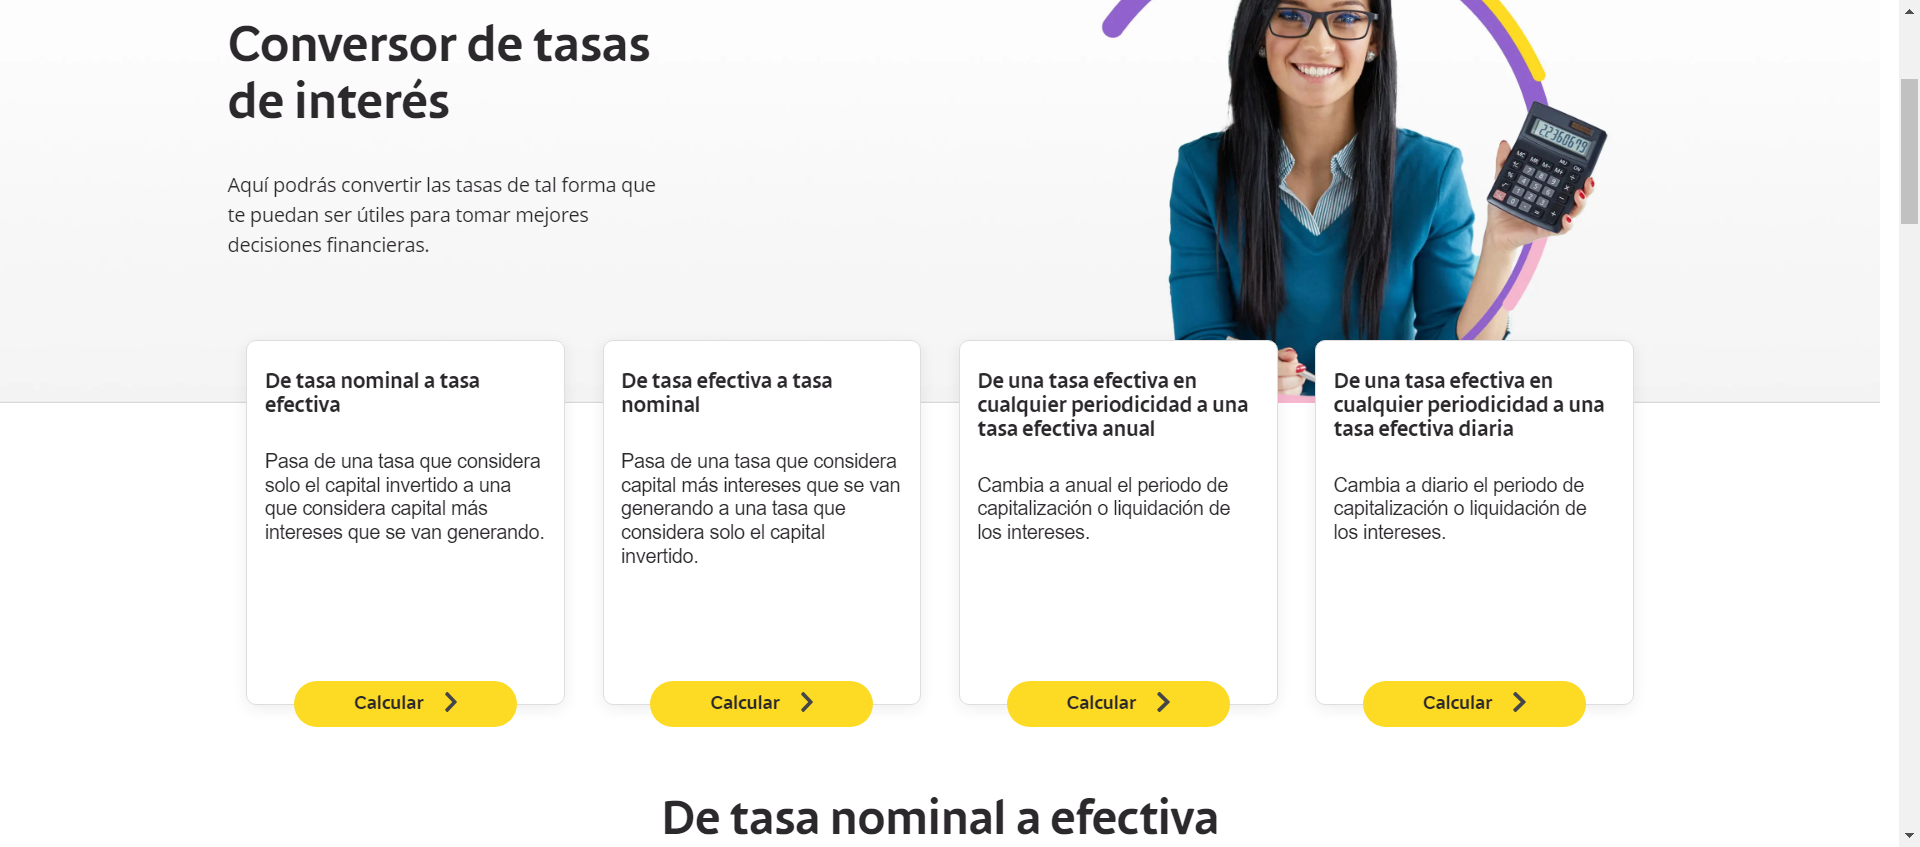 Conversor de tasas
de interés
Aquí podrás convertir las tasas de tal forma que
te puedan ser útiles para tomar mejores
decisiones financieras.
De tasa nominal a tasa
efectiva
Pasa de una tasa que considera
solo el capital invertido a una
que considera capital más
intereses que se van generando.
Calcular
De tasa efectiva a tasa
nominal
Pasa de una tasa que considera
capital más intereses que se van
generando a una tasa que
considera solo el capital
invertido.
Calcular
De una tasa efectiva en
cualquier periodicidad a una
tasa efectiva anual
Cambia a anual el periodo de
capitalización o liquidación de
los intereses.
Calcular
De una tasa efectiva en
cualquier periodicidad a una
tasa efectiva diaria
Cambia a diario el periodo de
capitalización o liquidación de
los intereses.
Calcular
De tasa nominal a efectiva